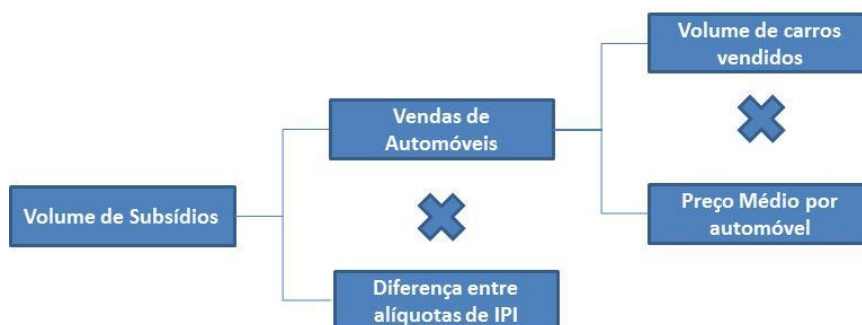 Volume de carros
vendidos
Vendas de
Automóveis
Volume de Subsídios
Preço Médio por
automóvel
Diferença entre
alíquotas de IPI